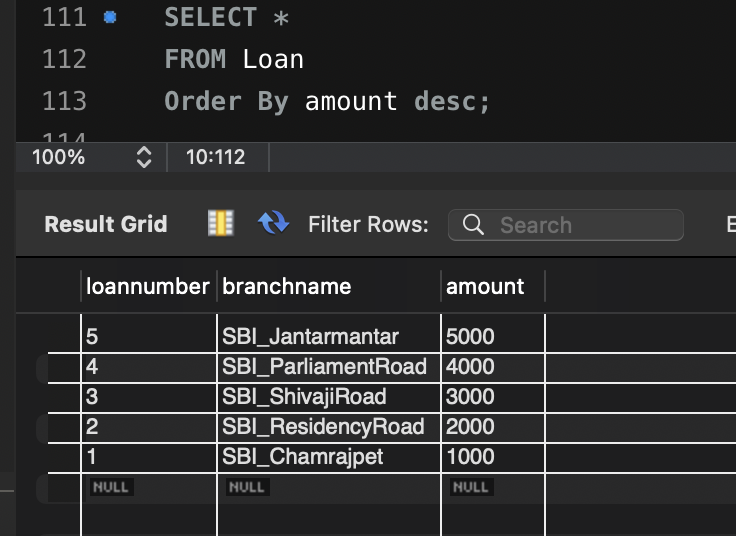 111 SELECT *
112 FROM Loan
113 Order By amount desc;
114
100% 10:112
Result Grid Filter Rows: Search E
loannumber branchname amount
5 SBI_Jantarmantar 5000
4 SBI_ParliamentRoad 4000
3 SBI_ShivajiRoad 3000
2 SBI_ResidencyRoad 2000
1 SBI_Chamrajpet 1000
NULL NULL NULL